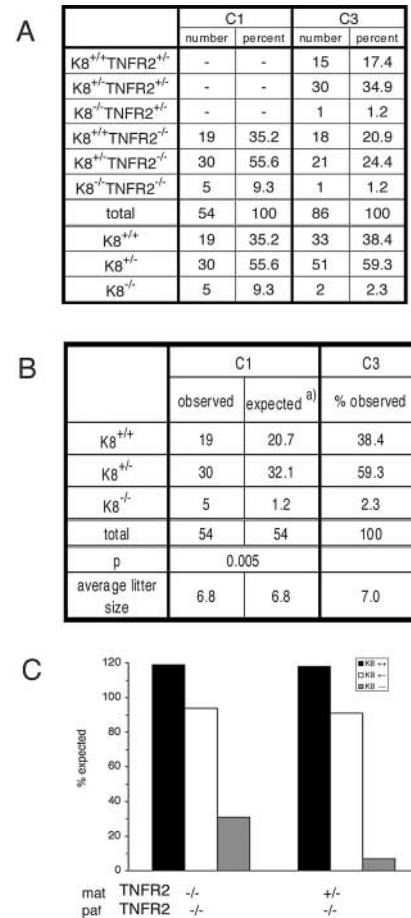 A
C1 C3
number percent number percent
K8+/+TNFR2+/- - - 15 17.4
K8+/-TNFR2+/- - - 30 34.9
K8-/-TNFR2+/- - - 1 1.2
K8+/+TNFR2-/- 19 35.2 18 20.9
K8+/-TNFR2-/- 30 55.6 21 24.4
K8-/-TNFR2-/- 5 9.3 1 1.2
total 54 100 86 100
K8+/+ 19 35.2 33 38.4
K8+/- 30 55.6 51 59.3
K8-/- 5 9.3 2 2.3
B
C1 C3
observed expected a) % observed
K8+/+ 19 20.7 38.4
K8+/- 30 32.1 59.3
K8-/- 5 1.2 2.3
total 54 54 100
p 0.005
average litter size 6.8 6.8 7.0
C
K8 ++
K8 +-
K8 --
% expected
120
100
80
60
40
20
0
mat TNFR2 -/- +/-
pat TNFR2 -/- -/-